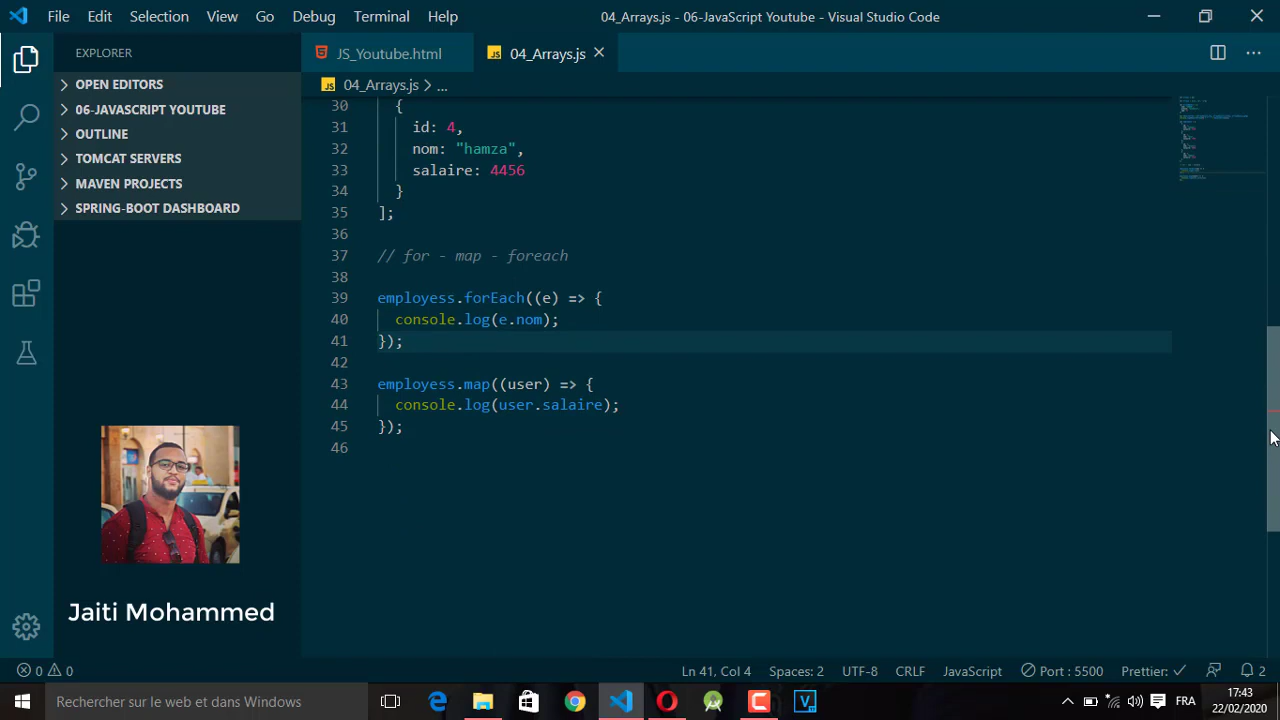 File Edit Selection View Go Debug Terminal Help
04_Arrays.js - 06-JavaScript Youtube - Visual Studio Code
EXPLORER
OPEN EDITORS
06-JAVASCRIPT YOUTUBE
OUTLINE
TOMCAT SERVERS
MAVEN PROJECTS
SPRING-BOOT DASHBOARD
Jaiti Mohammed
JS_Youtube.html
JS 04_Arrays.js
JS 04_Arrays.js > ...
30 {
31 id: 4,
32 nom: "hamza",
33 salaire: 4456
34 }
35 ];
36
37 // for - map - foreach
38
39 employess.forEach((e) => {
40 console.log(e.nom);
41 });
42
43 employess.map((user) => {
44 console.log(user.salaire);
45 });
46
0 0
Ln 41, Col 4 Spaces: 2 UTF-8 CRLF JavaScript Port : 5500 Prettier: 2
Rechercher sur le web et dans Windows
FRA
17:43
22/02/2020